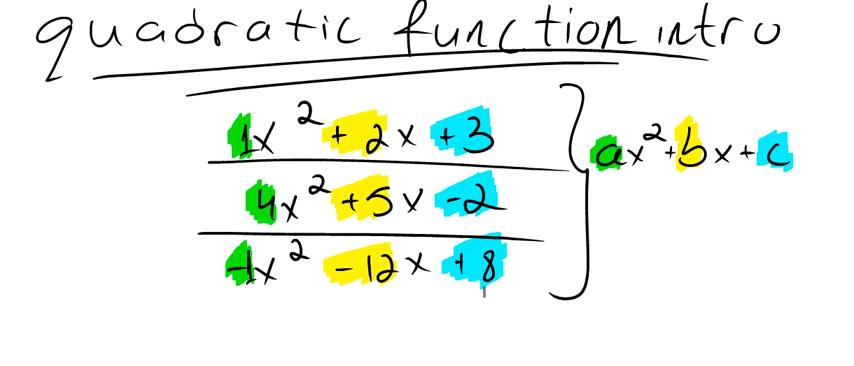 quadratic function intro
1x² + 2x + 3
ax² + bx + c
4x² + 5x - 2
-1x² - 12x + 8